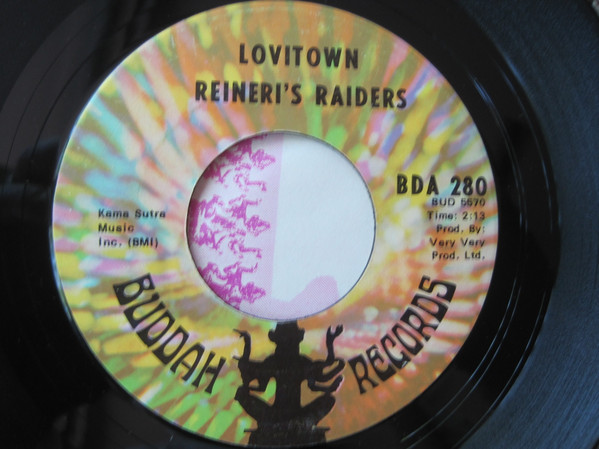 LOVITOWN
REINERI'S RAIDERS
BDA 280
BUD 5570
Time: 2:13
Prod. By:
Very Very
Prod. Ltd.
Kama Sutra
Music
Inc. (BMI)
BUDDAH RECORDS